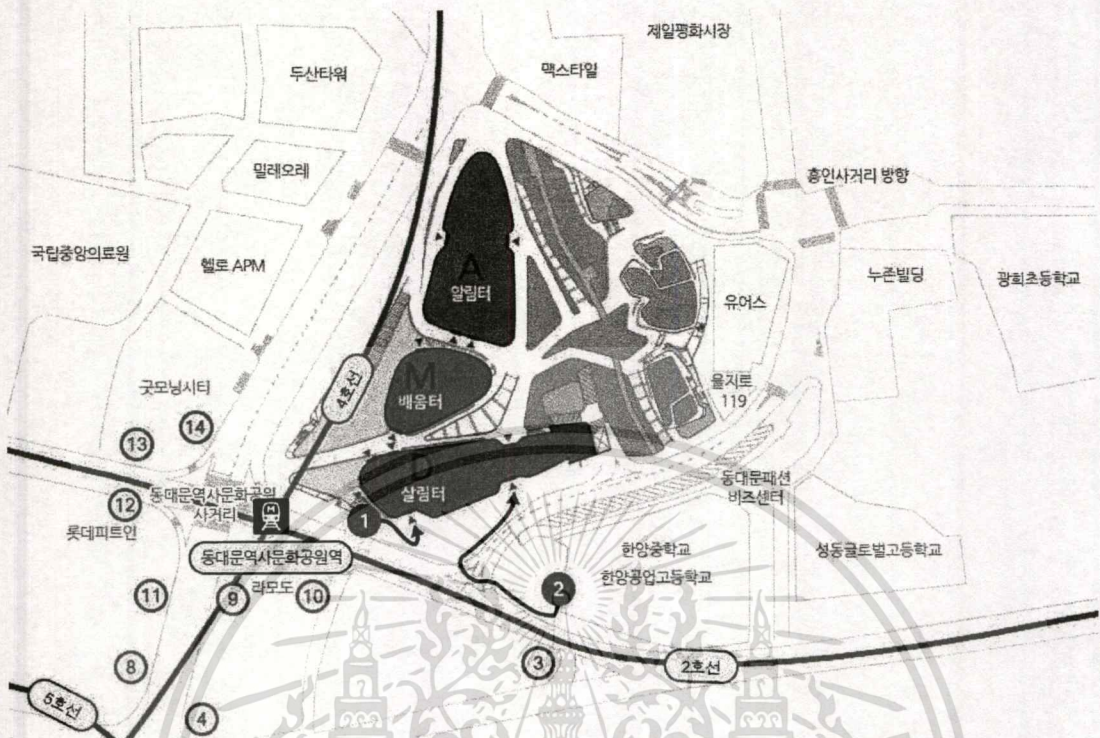 제일평화시장
맥스타일
두산타워
밀레오레
흥인사거리 방향
국립중앙의료원
헬로 APM
A
알림터
누죤빌딩
광희초등학교
유어스
4호선
M
배움터
을지로
119
굿모닝시티
14
13
D
살림터
동대문패션
비즈센터
12
동대문역사문화공원
사거리
M
1
롯데피트인
동대문역사문화공원역
한양중학교
한양공업고등학교
성동글로벌고등학교
2
11
9
라모도
10
8
3
2호선
5호선
4